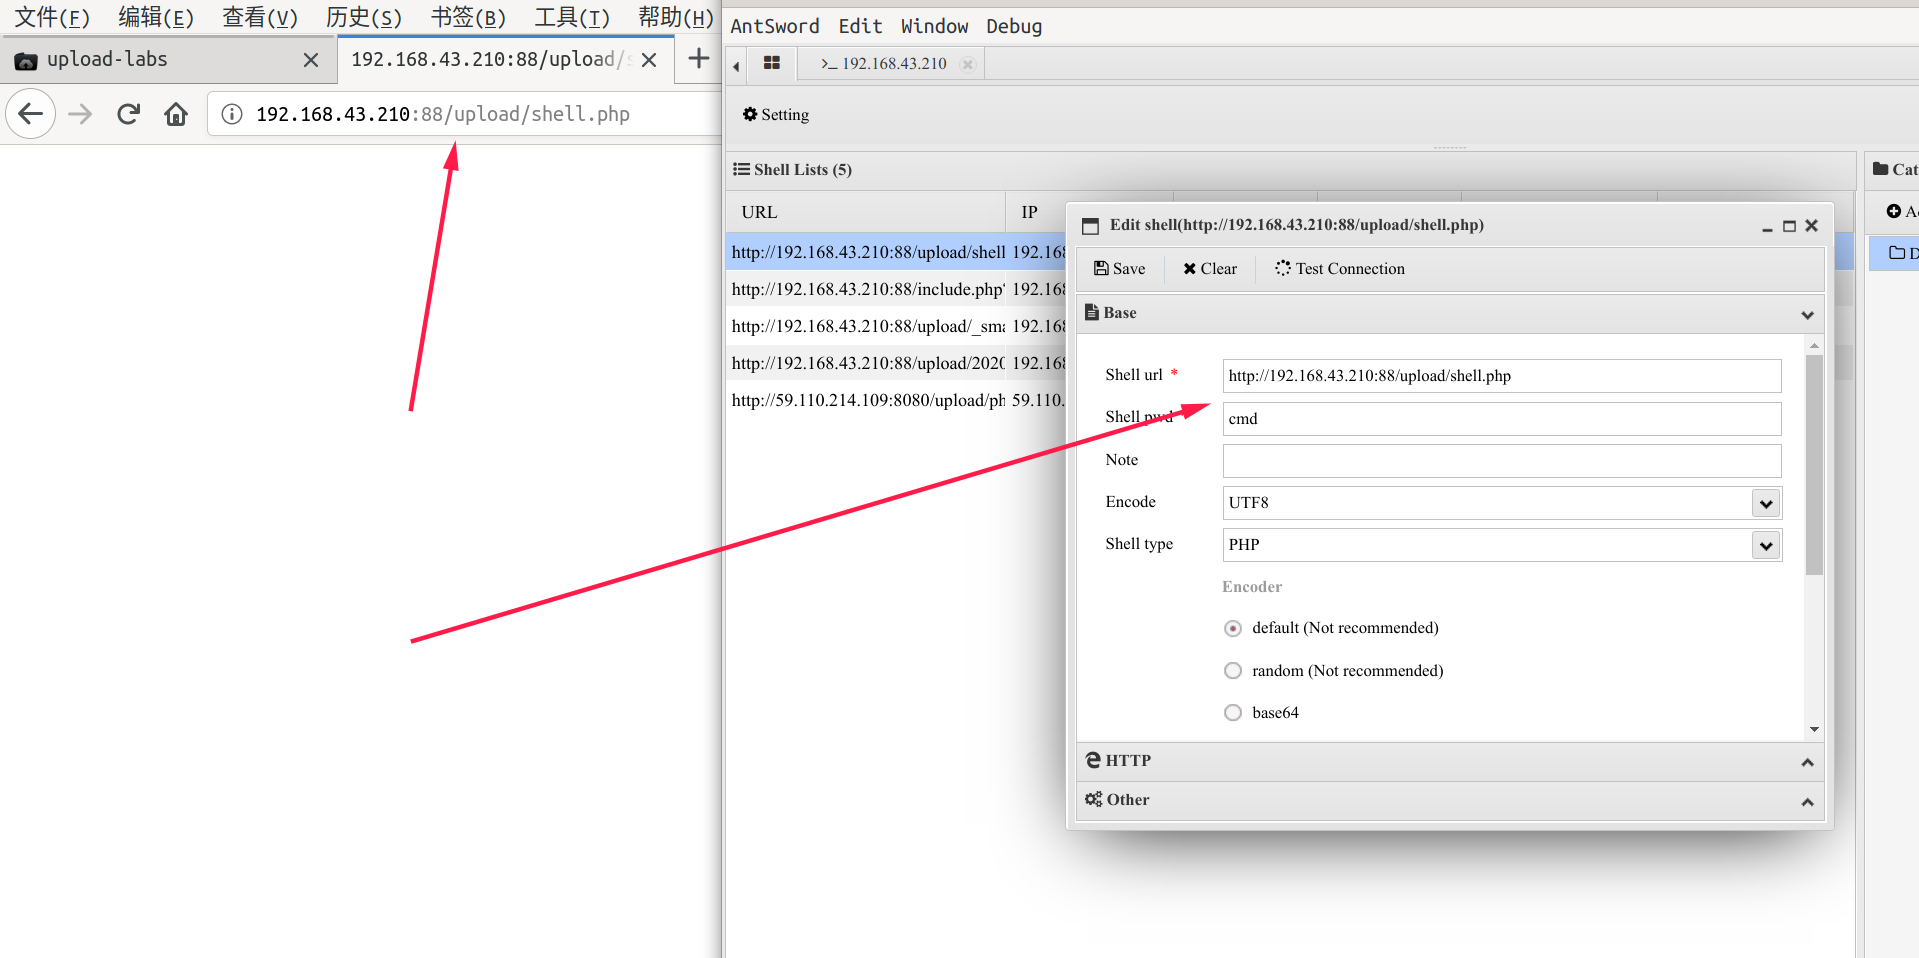 文件(F) 编辑(E) 查看(V) 历史(S) 书签(B) 工具(T) 帮助(H)
upload-labs
192.168.43.210:88/upload/s
192.168.43.210:88/upload/shell.php
AntSword Edit Window Debug
>_ 192.168.43.210
Setting
Shell Lists (5)
URL IP
http://192.168.43.210:88/upload/shell 192.168
http://192.168.43.210:88/include.php? 192.168
http://192.168.43.210:88/upload/_sma 192.168
http://192.168.43.210:88/upload/2020 192.168
http://59.110.214.109:8080/upload/ph 59.110.
Cat
Edit shell(http://192.168.43.210:88/upload/shell.php)
Save Clear Test Connection
Base
Shell url * http://192.168.43.210:88/upload/shell.php
Shell pwd cmd
Note
Encode UTF8
Shell type PHP
Encoder
default (Not recommended)
random (Not recommended)
base64
HTTP
Other